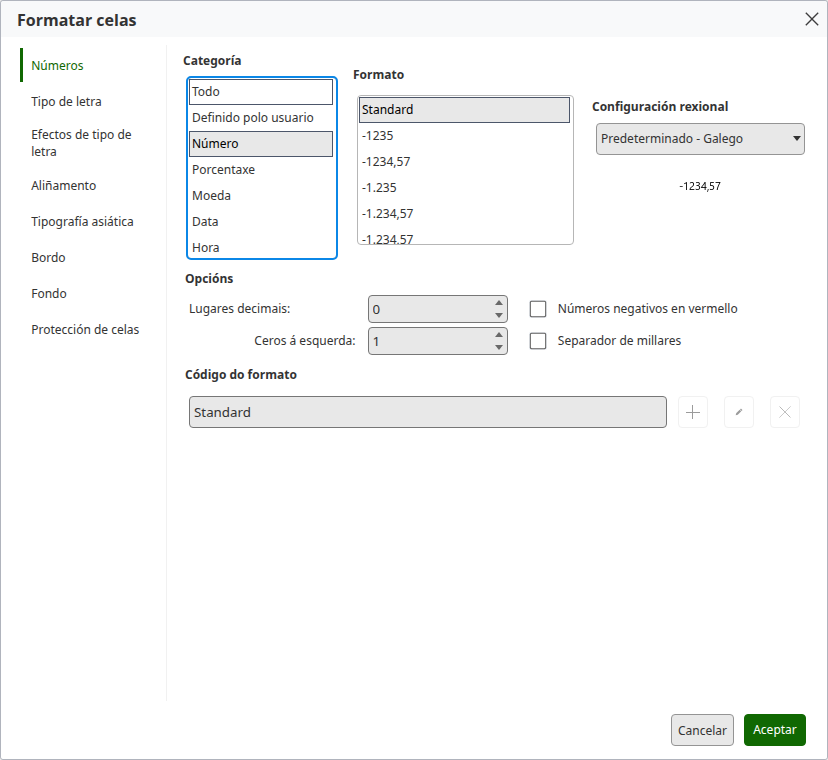 Formatar celas
Números
Tipo de letra
Efectos de tipo de
letra
Aliñamento
Tipografía asiática
Bordo
Fondo
Protección de celas
Categoría
Todo
Definido polo usuario
Número
Porcentaxe
Moeda
Data
Hora
Formato
Standard
-1235
-1234,57
-1.235
-1.234,57
-1.234,57
Configuración rexional
Predeterminado - Galego
-1234,57
Opcións
Lugares decimais:
0
Números negativos en vermello
Ceros á esquerda:
1
Separador de millares
Código do formato
Standard
Cancelar
Aceptar